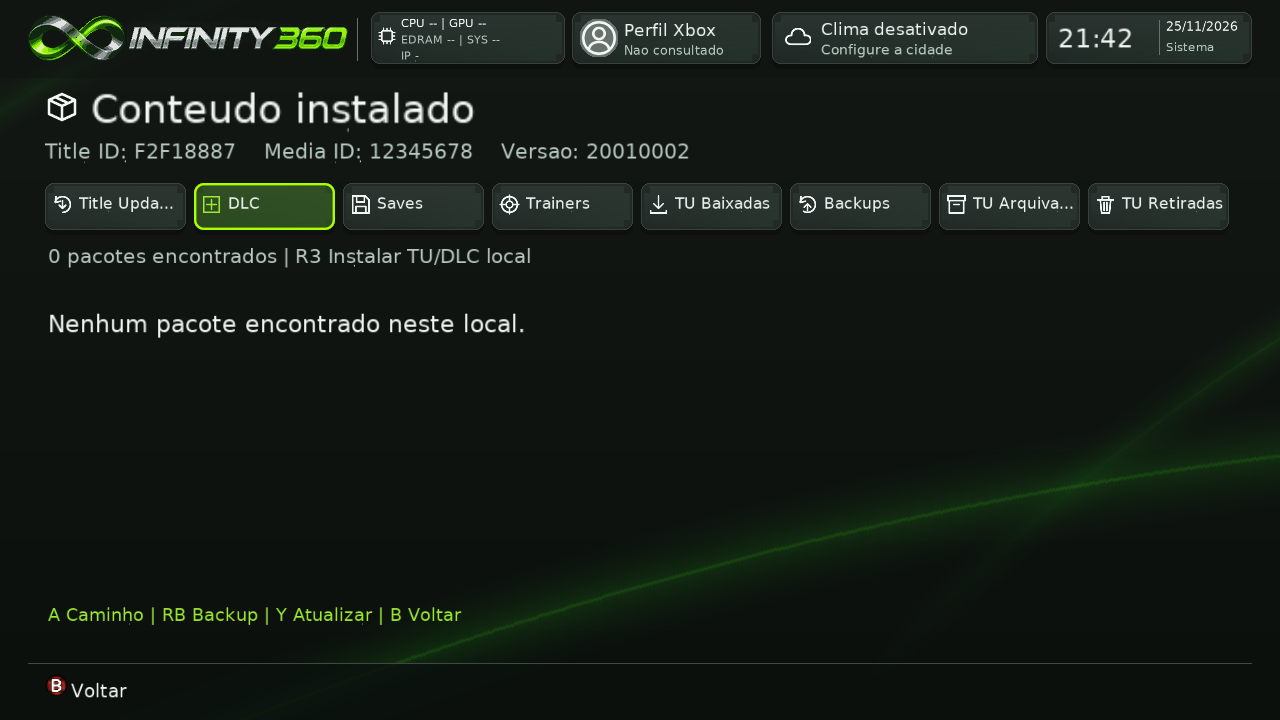 INFINITY 360
CPU -- | GPU --
EDRAM -- | SYS --
IP -
Perfil Xbox
Nao consultado
Clima desativado
Configure a cidade
21:42
25/11/2026
Sistema
Conteudo instalado
Title ID: F2F18887 Media ID: 12345678 Versao: 20010002
Title Upda... DLC Saves Trainers TU Baixadas Backups TU Arquiva... TU Retiradas
0 pacotes encontrados | R3 Instalar TU/DLC local
Nenhum pacote encontrado neste local.
A Caminho | RB Backup | Y Atualizar | B Voltar
B Voltar